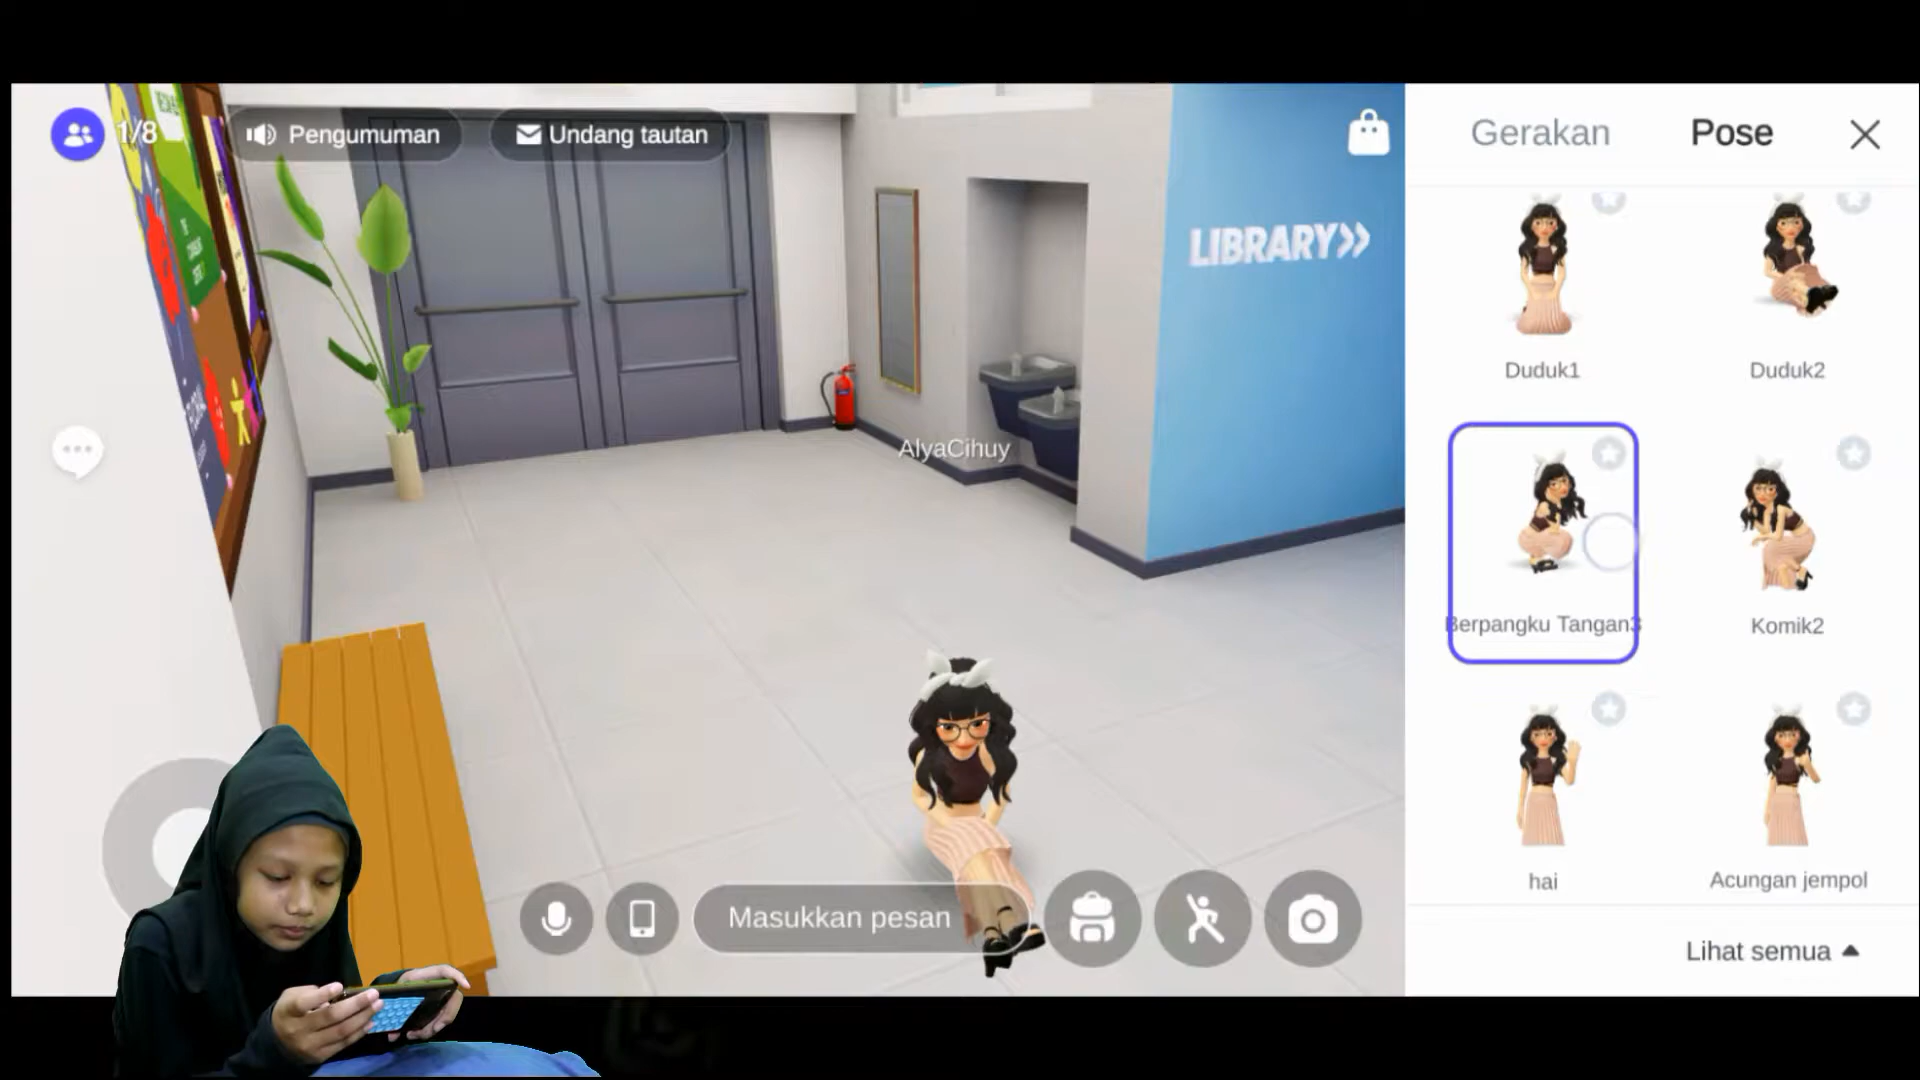 1/8
Pengumuman
Undang tautan
Gerakan
Pose
LIBRARY>>
Duduk1
Duduk2
AlyaCihuy
Berpangku Tangan3
Komik2
hai
Acungan jempol
Masukkan pesan
Lihat semua